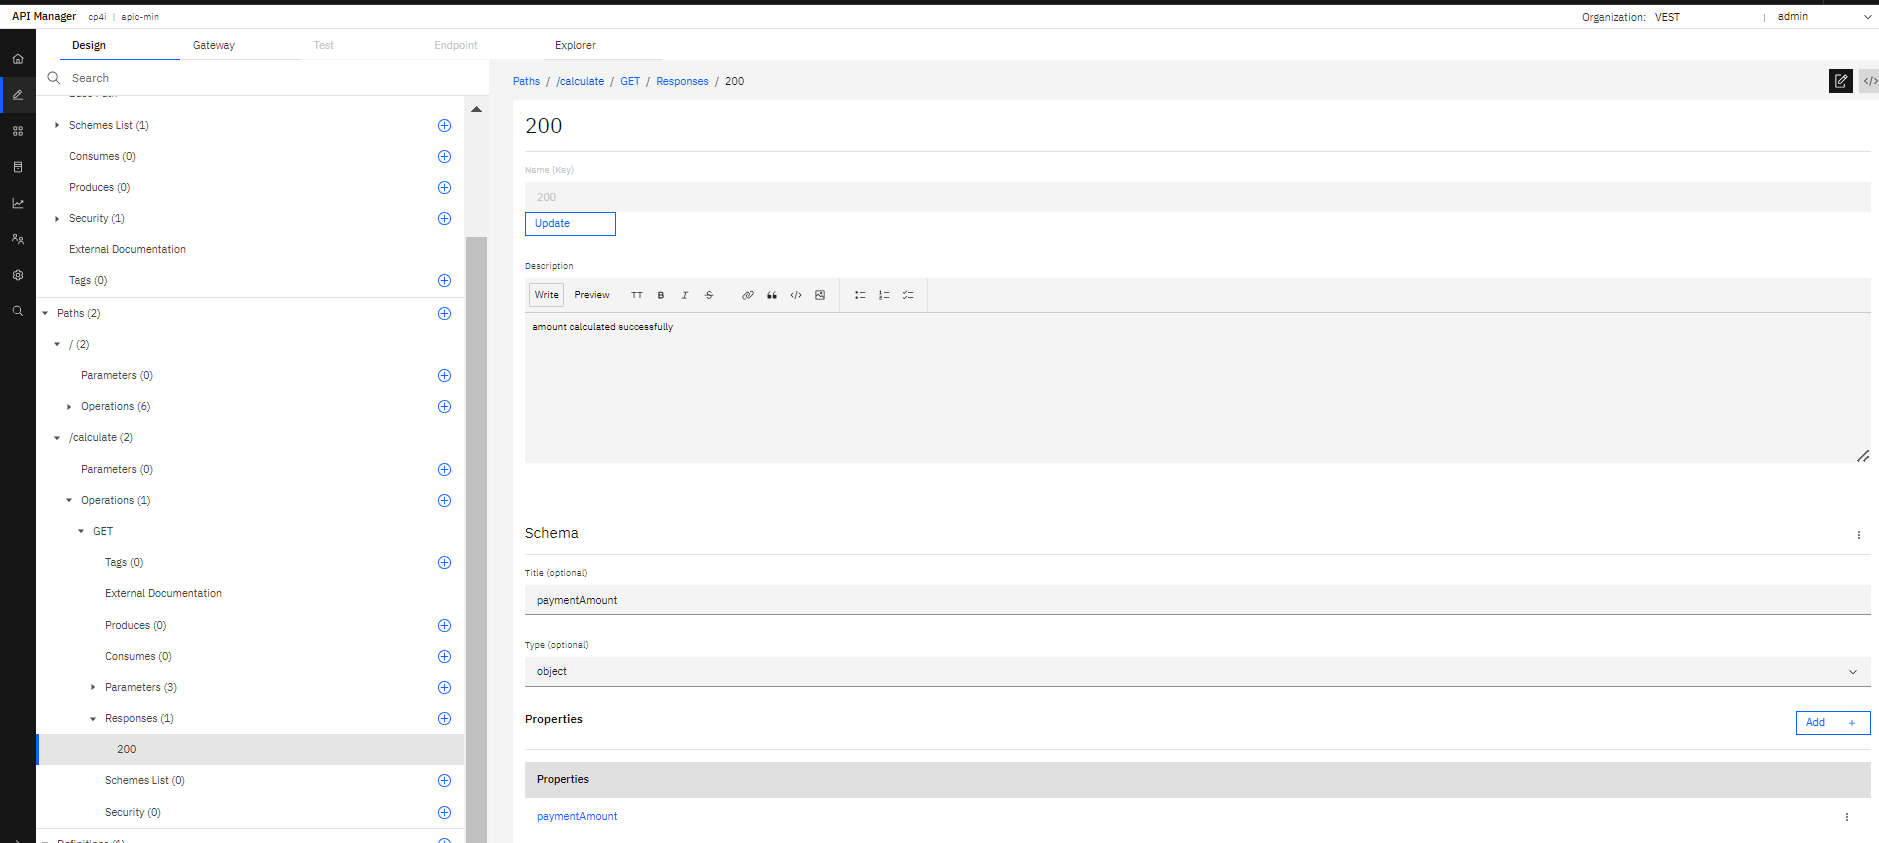 API Manager cp4i | apic-min Organization: VEST | admin
Design Gateway Test Endpoint Explorer
Search
Schemes List (1)
Consumes (0)
Produces (0)
Security (1)
External Documentation
Tags (0)
Paths (2)
/ (2)
Parameters (0)
Operations (6)
/calculate (2)
Parameters (0)
Operations (1)
GET
Tags (0)
External Documentation
Produces (0)
Consumes (0)
Parameters (3)
Responses (1)
200
Schemes List (0)
Security (0)
Definitions (1)
Paths / /calculate / GET / Responses / 200
200
Name (Key)
200
Update
Description
Write Preview TT B I S
amount calculated successfully
Schema
Title (optional)
paymentAmount
Type (optional)
object
Properties
Add +
Properties
paymentAmount